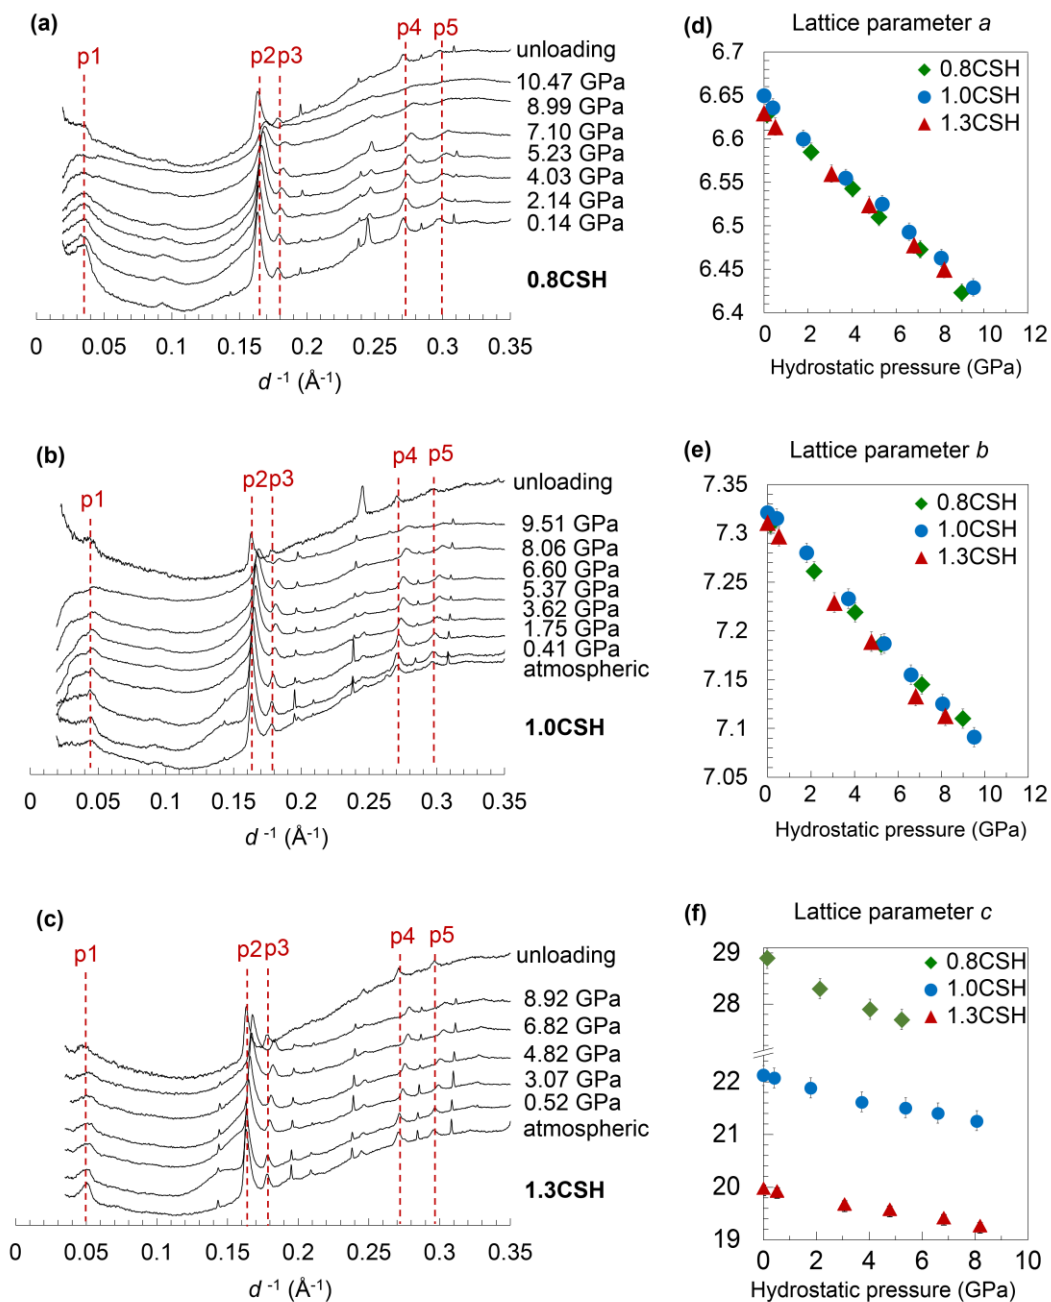 (a)
p1
p2
p3
p4
p5
unloading
10.47 GPa
8.99 GPa
7.10 GPa
5.23 GPa
4.03 GPa
2.14 GPa
0.14 GPa
0.8CSH
0 0.05 0.1 0.15 0.2 0.25 0.3 0.35
d -1 (Å-1)
(d) Lattice parameter a
6.7
6.65
6.6
6.55
6.5
6.45
6.4
0.8CSH
1.0CSH
1.3CSH
0 2 4 6 8 10 12
Hydrostatic pressure (GPa)
(b)
p1
p2
p3
p4
p5
unloading
9.51 GPa
8.06 GPa
6.60 GPa
5.37 GPa
3.62 GPa
1.75 GPa
0.41 GPa
atmospheric
1.0CSH
0 0.05 0.1 0.15 0.2 0.25 0.3 0.35
d -1 (Å-1)
(e) Lattice parameter b
7.35
7.3
7.25
7.2
7.15
7.1
7.05
0.8CSH
1.0CSH
1.3CSH
0 2 4 6 8 10 12
Hydrostatic pressure (GPa)
(c)
p1
p2
p3
p4
p5
unloading
8.92 GPa
6.82 GPa
4.82 GPa
3.07 GPa
0.52 GPa
atmospheric
1.3CSH
0 0.05 0.1 0.15 0.2 0.25 0.3 0.35
d -1 (Å-1)
(f) Lattice parameter c
29
28
22
21
20
19
0.8CSH
1.0CSH
1.3CSH
0 2 4 6 8 10
Hydrostatic pressure (GPa)